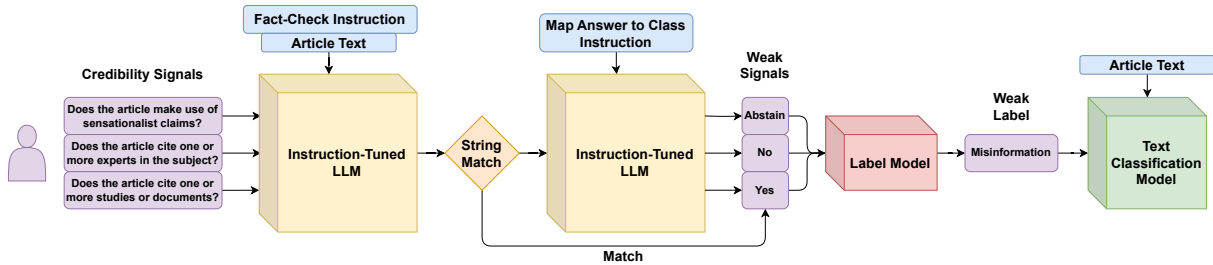 Credibility Signals
Does the article make use of
sensationalist claims?
Does the article cite one or
more experts in the subject?
Does the article cite one or
more studies or documents?
Fact-Check Instruction
Article Text
Instruction-Tuned
LLM
String
Match
Match
Map Answer to Class
Instruction
Instruction-Tuned
LLM
Weak
Signals
Abstain
No
Yes
Label Model
Weak
Label
Misinformation
Article Text
Text
Classification
Model